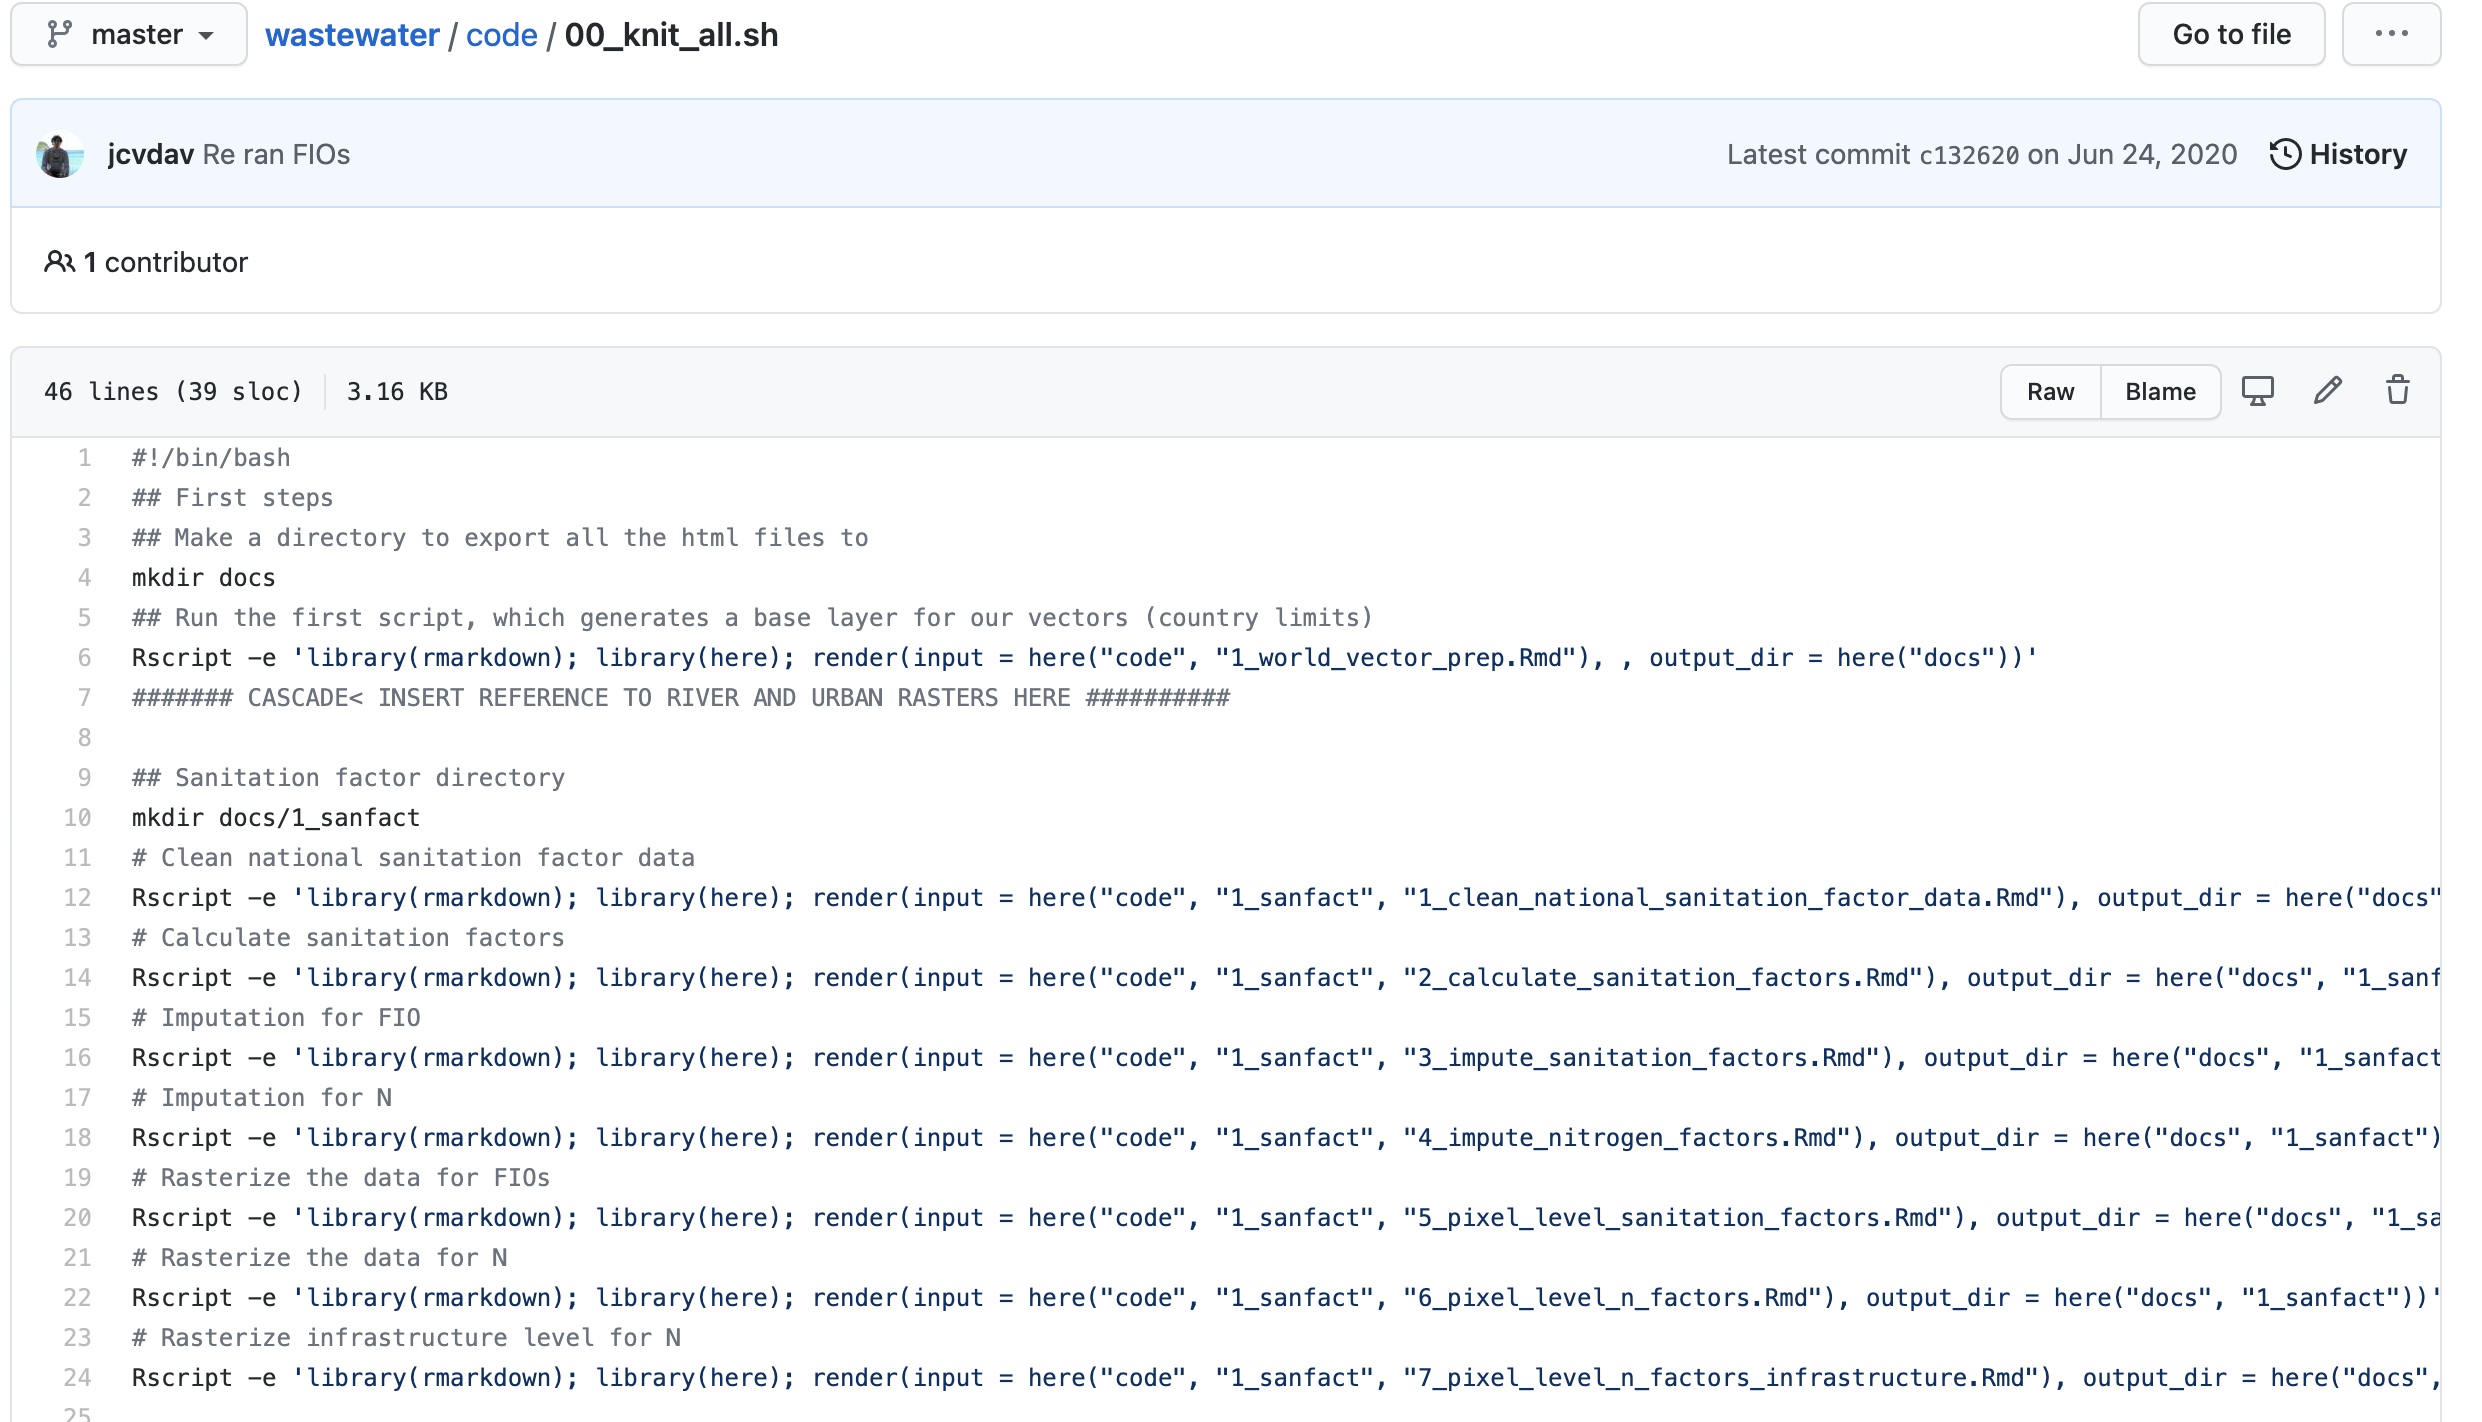 master wastewater / code / 00_knit_all.sh Go to file ...
jcvdav Re ran FIOs Latest commit c132620 on Jun 24, 2020 History
1 contributor
46 lines (39 sloc) 3.16 KB Raw Blame
1 #!/bin/bash
2 ## First steps
3 ## Make a directory to export all the html files to
4 mkdir docs
5 ## Run the first script, which generates a base layer for our vectors (country limits)
6 Rscript -e 'library(rmarkdown); library(here); render(input = here("code", "1_world_vector_prep.Rmd"), , output_dir = here("docs"))'
7 ####### CASCADE< INSERT REFERENCE TO RIVER AND URBAN RASTERS HERE ##########
8
9 ## Sanitation factor directory
10 mkdir docs/1_sanfact
11 # Clean national sanitation factor data
12 Rscript -e 'library(rmarkdown); library(here); render(input = here("code", "1_sanfact", "1_clean_national_sanitation_factor_data.Rmd"), output_dir = here("docs"
13 # Calculate sanitation factors
14 Rscript -e 'library(rmarkdown); library(here); render(input = here("code", "1_sanfact", "2_calculate_sanitation_factors.Rmd"), output_dir = here("docs", "1_sanf
15 # Imputation for FIO
16 Rscript -e 'library(rmarkdown); library(here); render(input = here("code", "1_sanfact", "3_impute_sanitation_factors.Rmd"), output_dir = here("docs", "1_sanfact
17 # Imputation for N
18 Rscript -e 'library(rmarkdown); library(here); render(input = here("code", "1_sanfact", "4_impute_nitrogen_factors.Rmd"), output_dir = here("docs", "1_sanfact")
19 # Rasterize the data for FIOs
20 Rscript -e 'library(rmarkdown); library(here); render(input = here("code", "1_sanfact", "5_pixel_level_sanitation_factors.Rmd"), output_dir = here("docs", "1_sa
21 # Rasterize the data for N
22 Rscript -e 'library(rmarkdown); library(here); render(input = here("code", "1_sanfact", "6_pixel_level_n_factors.Rmd"), output_dir = here("docs", "1_sanfact"))'
23 # Rasterize infrastructure level for N
24 Rscript -e 'library(rmarkdown); library(here); render(input = here("code", "1_sanfact", "7_pixel_level_n_factors_infrastructure.Rmd"), output_dir = here("docs",
25